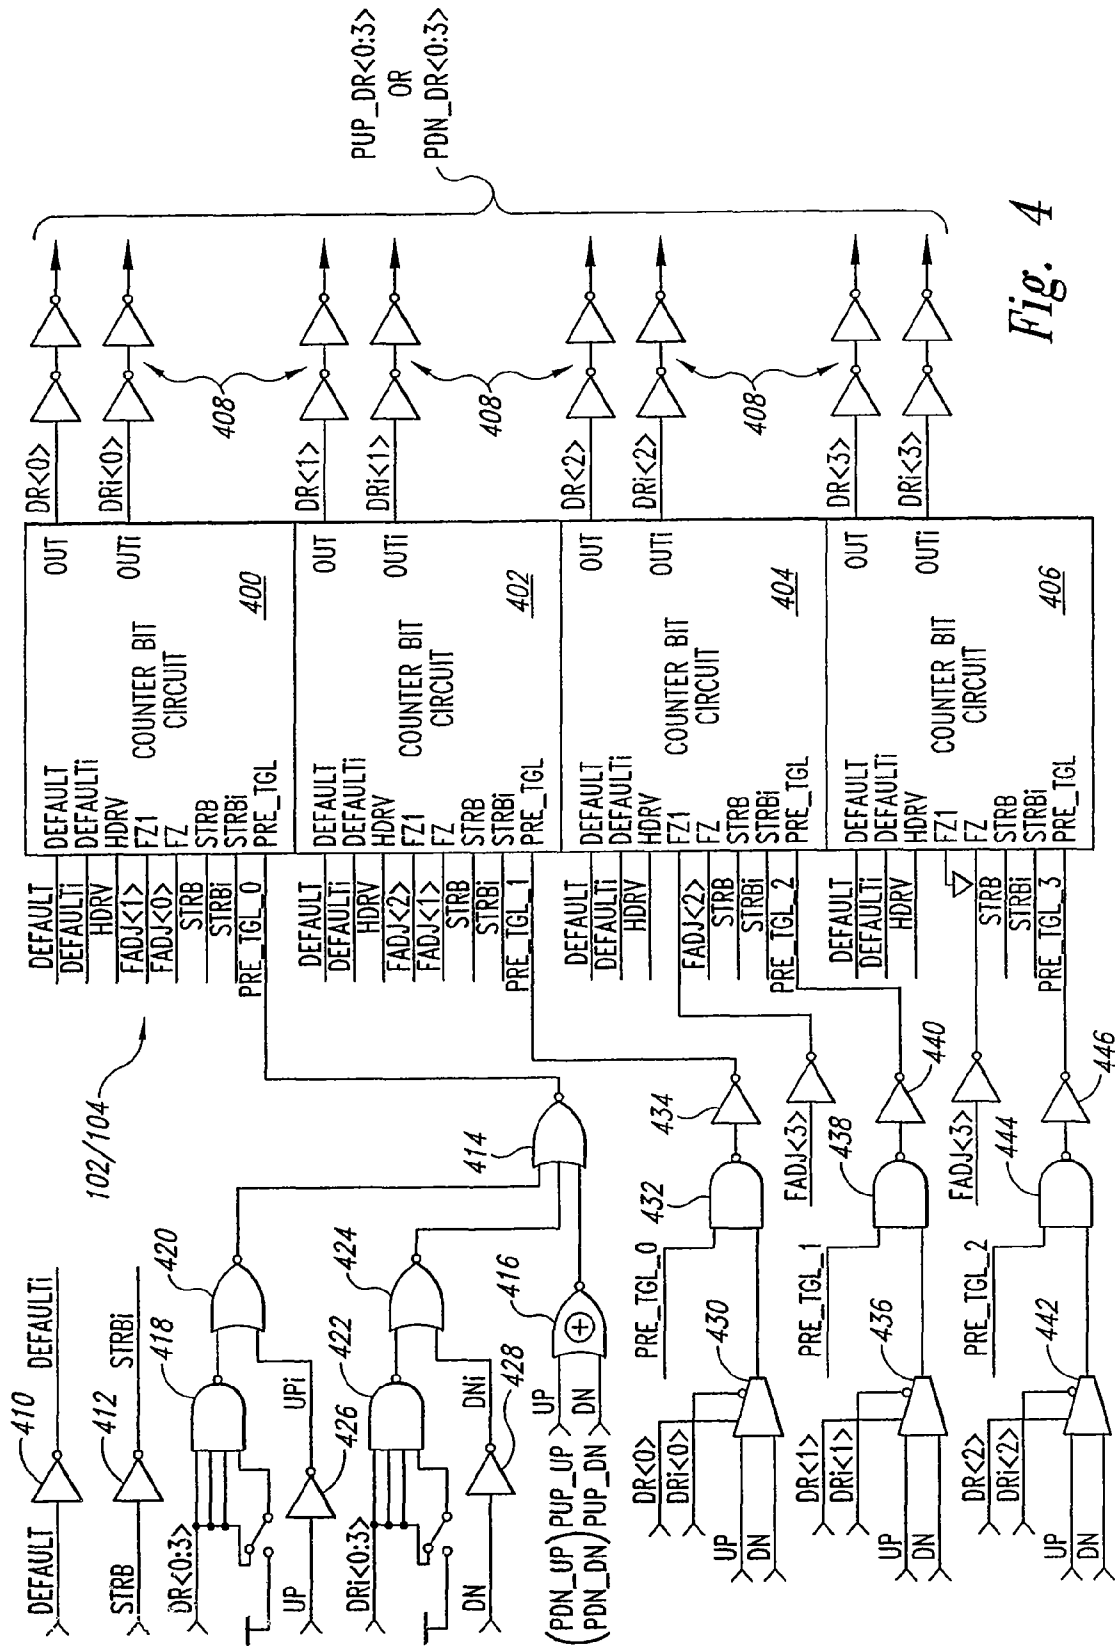 DEFAULT
410
DEFAULTi
STRB
412
STRBi
102/104
DR<0:3>
418
420
UP
426
UPi
DRi<0:3>
422
424
DN
428
DNi
414
416
(PDN_UP) PUP_UP
(PDN_DN) PUP_DN
UP
DN
DR<0>
DRi<0>
UP
DN
430
PRE_TGL_0
432
434
FADJ<3>
DR<1>
DRi<1>
UP
DN
436
PRE_TGL_1
438
440
FADJ<3>
DR<2>
DRi<2>
UP
DN
442
PRE_TGL_2
444
446
DEFAULT
DEFAULTi
HDRV
FADJ<1>
FADJ<0>
STRB
STRBi
PRE_TGL_0
DEFAULT
DEFAULTi
HDRV
FZ1
FZ
STRB
STRBi
PRE_TGL
COUNTER BIT
CIRCUIT
OUT
OUTi
400
DR<0>
DRi<0>
408
DEFAULT
DEFAULTi
HDRV
FADJ<2>
FADJ<1>
STRB
STRBi
PRE_TGL_1
DEFAULT
DEFAULTi
HDRV
FZ1
FZ
STRB
STRBi
PRE_TGL
COUNTER BIT
CIRCUIT
OUT
OUTi
402
DR<1>
DRi<1>
408
DEFAULT
DEFAULTi
HDRV
FADJ<2>
STRB
STRBi
PRE_TGL_2
DEFAULT
DEFAULTi
HDRV
FZ1
FZ
STRB
STRBi
PRE_TGL
COUNTER BIT
CIRCUIT
OUT
OUTi
404
DR<2>
DRi<2>
408
DEFAULT
DEFAULTi
HDRV
STRB
STRBi
PRE_TGL_3
DEFAULT
DEFAULTi
HDRV
FZ1
FZ
STRB
STRBi
PRE_TGL
COUNTER BIT
CIRCUIT
OUT
OUTi
406
DR<3>
DRi<3>
PUP_DR<0:3>
OR
PDN_DR<0:3>
Fig. 4